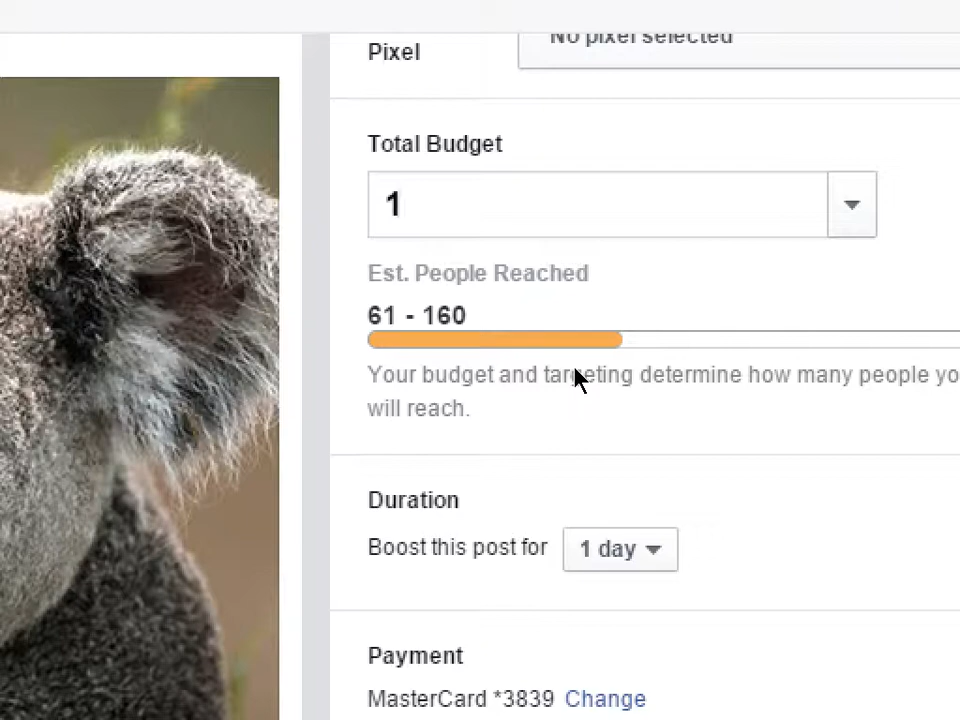 Pixel
No pixel selected
Total Budget
1
Est. People Reached
61 - 160
Your budget and targeting determine how many people yo
will reach.
Duration
Boost this post for
1 day
Payment
MasterCard *3839 Change